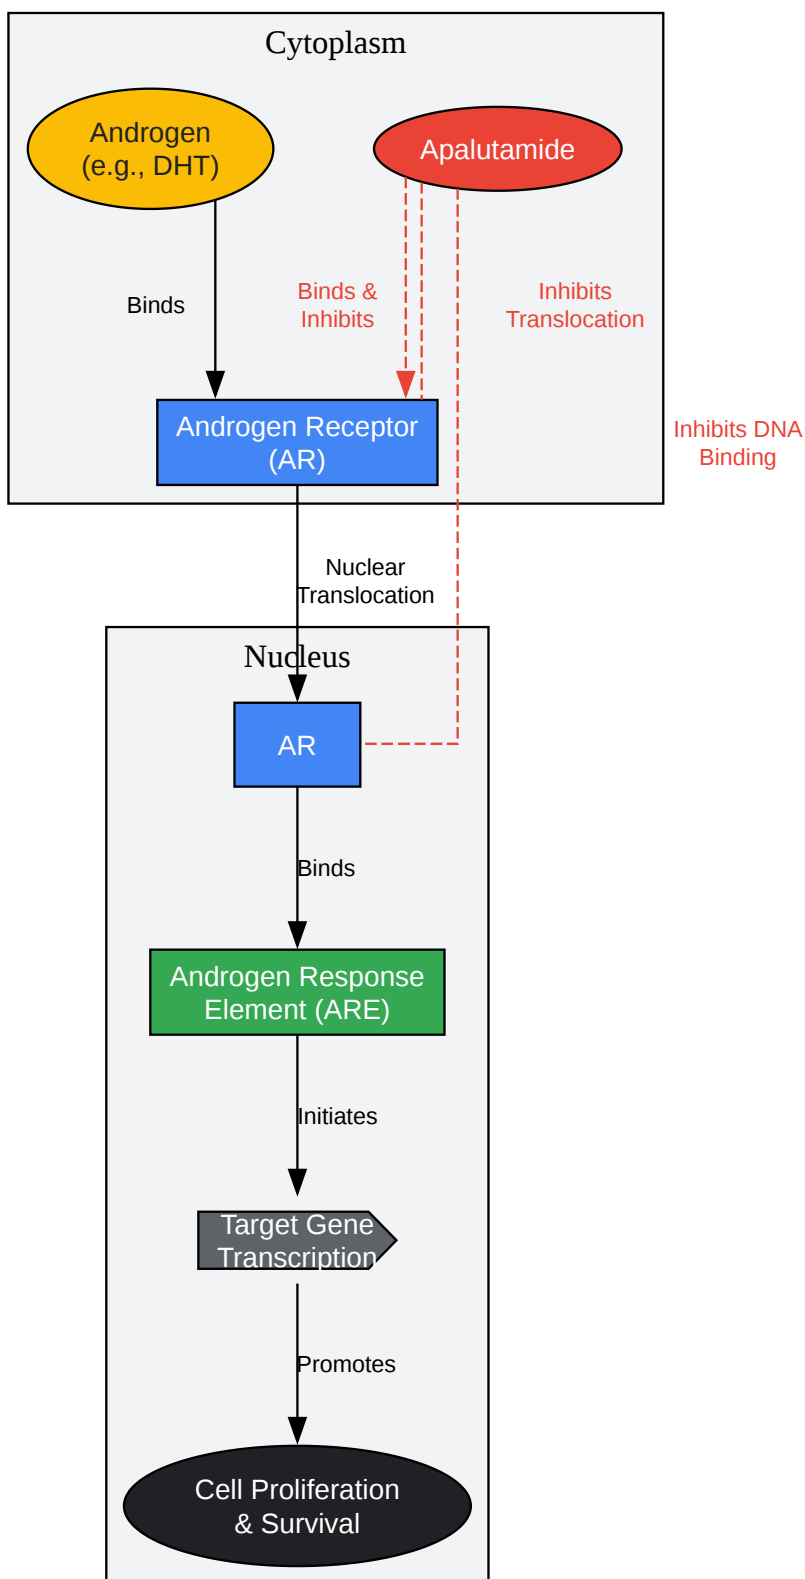 Cytoplasm
Androgen
(e.g., DHT)
Apalutamide
Binds
Binds &
Inhibits
Inhibits
Translocation
Androgen Receptor
(AR)
Inhibits DNA
Binding
Nuclear
Translocation
Nucleus
AR
Binds
Androgen Response
Element (ARE)
Initiates
Target Gene
Transcription
Promotes
Cell Proliferation
& Survival